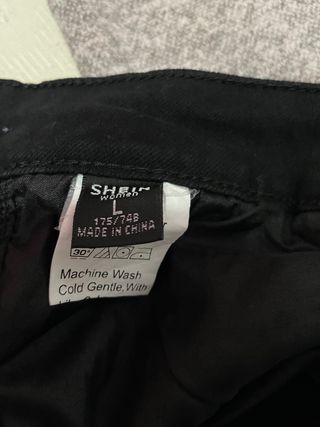 SHEIN
women
L
175/74B
MADE IN CHINA
30°
Machine Wash
Cold Gentle, With